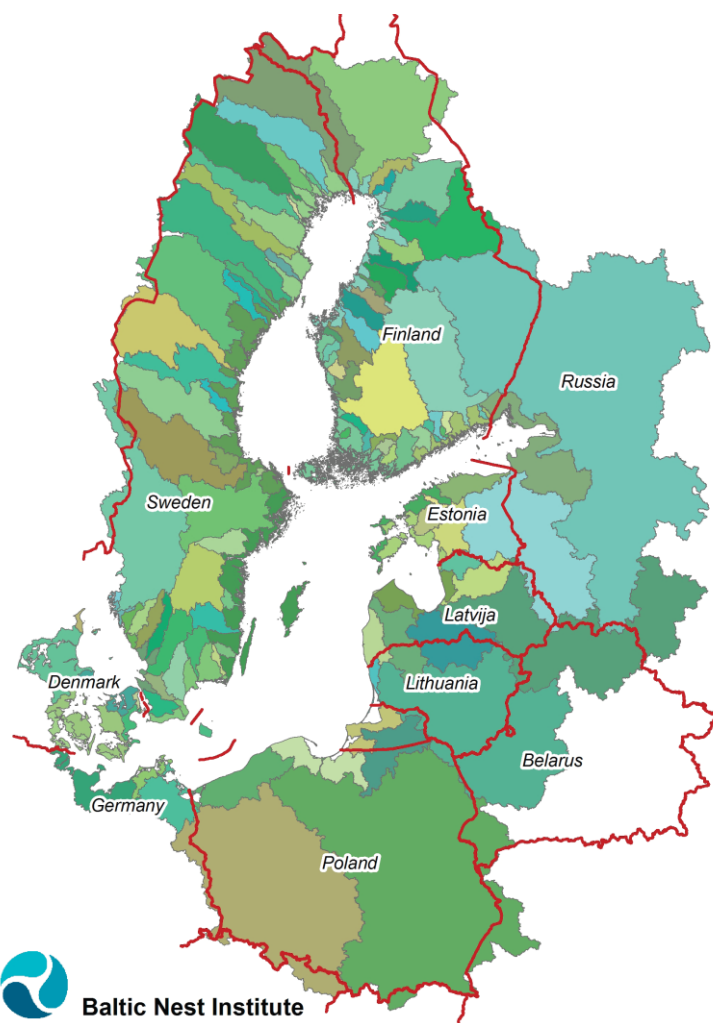 Finland
Russia
Sweden
Estonia
Latvija
Denmark
Lithuania
Belarus
Germany
Poland
Baltic Nest Institute